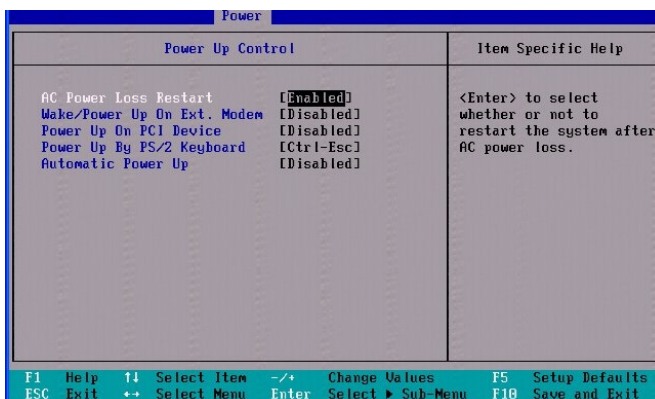 Power
Power Up Control
Item Specific Help
AC Power Loss Restart [Enabled]
Wake/Power Up On Ext. Modem [Disabled]
Power Up On PCI Device [Disabled]
Power Up By PS/2 Keyboard [Ctrl-Esc]
Automatic Power Up [Disabled]
<Enter> to select
whether or not to
restart the system after
AC power loss.
F1 Help ↑↓ Select Item -/+ Change Values F5 Setup Defaults
ESC Exit ↔ Select Menu Enter Select ▶ Sub-Menu F10 Save and Exit